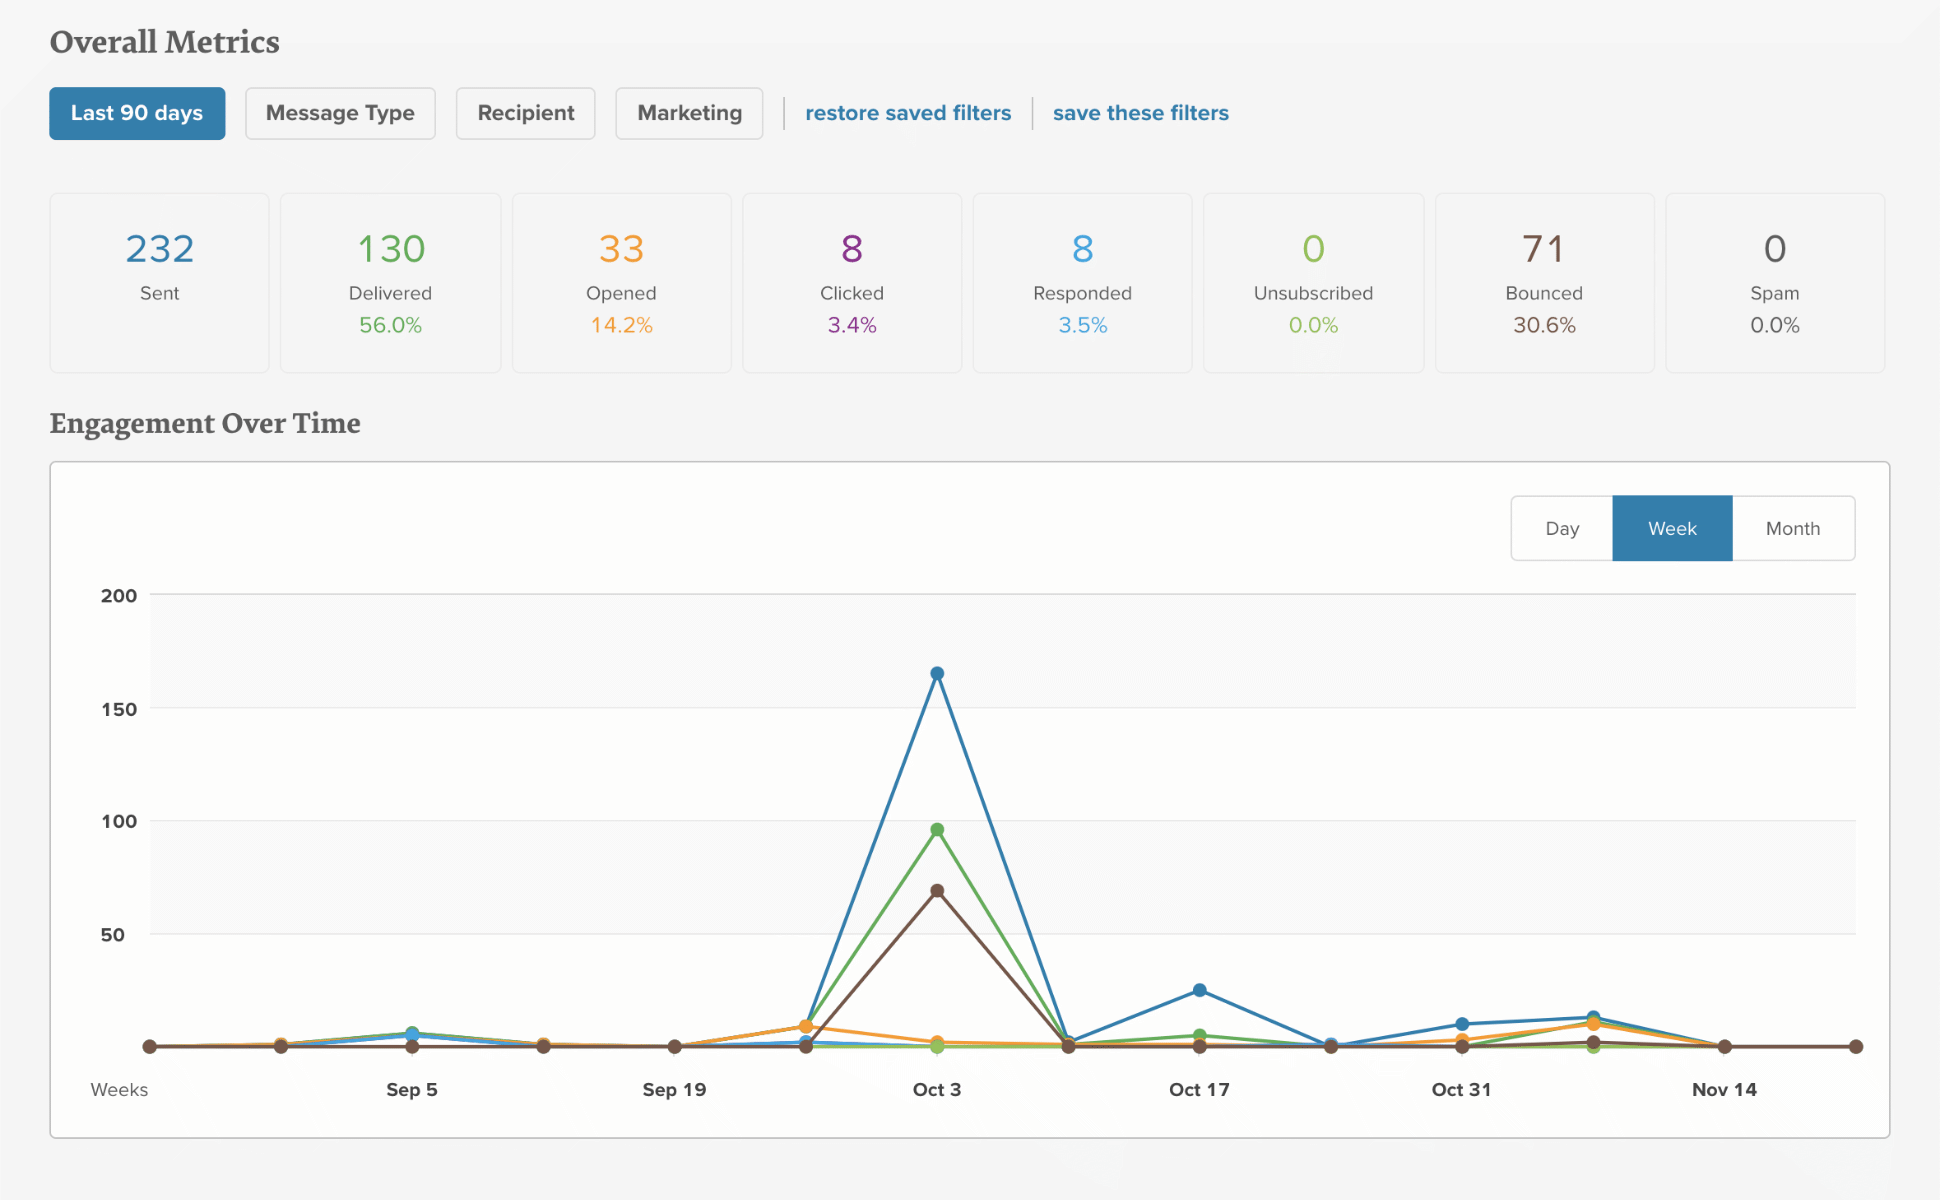 Overall Metrics
Last 90 days Message Type Recipient Marketing restore saved filters save these filters
232 130 33 8 8 0 71 0
Sent Delivered Opened Clicked Responded Unsubscribed Bounced Spam
56.0% 14.2% 3.4% 3.5% 0.0% 30.6% 0.0%
Engagement Over Time
Day Week Month
200
150
100
50
Weeks Sep 5 Sep 19 Oct 3 Oct 17 Oct 31 Nov 14